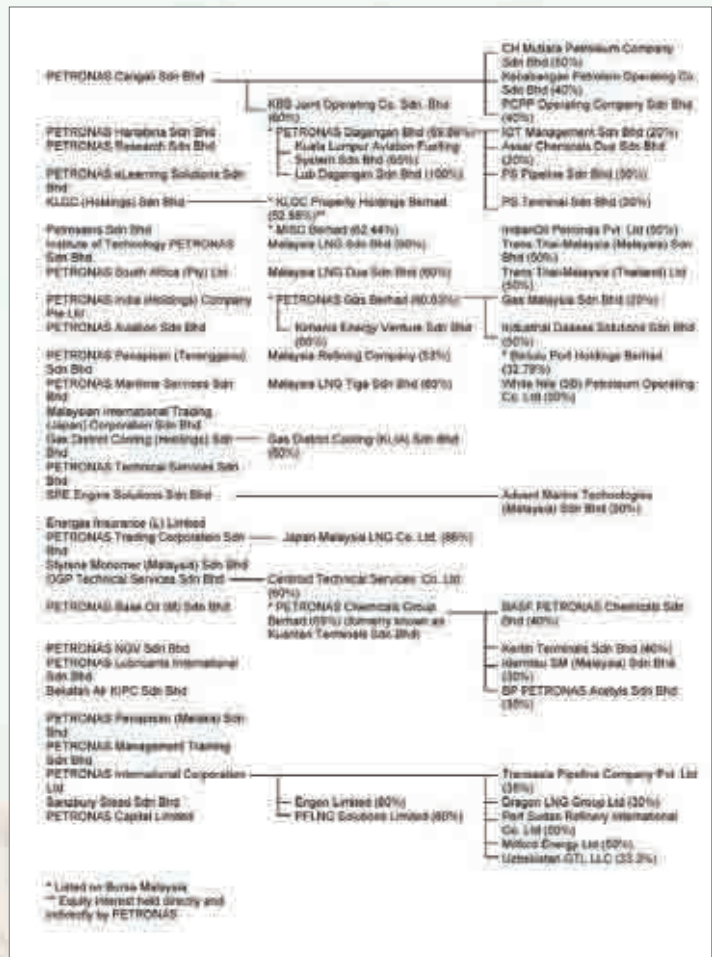 PETRONAS Carigali Sdn Bhd
PETRONAS Hartabina Sdn Bhd
PETRONAS Research Sdn Bhd
PETRONAS eLearning Solutions Sdn
Bhd
KLCC (Holdings) Sdn Bhd
Petrosains Sdn Bhd
Institute of Technology PETRONAS
Sdn Bhd
PETRONAS South Africa (Pty) Ltd
PETRONAS India (Holdings) Company
Pte Ltd
PETRONAS Aviation Sdn Bhd
PETRONAS Penapisan (Terengganu)
Sdn Bhd
PETRONAS Maritime Services Sdn
Bhd
Malaysian International Trading
(Japan) Corporation Sdn Bhd
Gas District Cooling (Holdings) Sdn
Bhd
PETRONAS Technical Services Sdn
Bhd
SRE Engine Solutions Sdn Bhd
Energas Insurance (L) Limited
PETRONAS Trading Corporation Sdn
Bhd
Styrene Monomer (Malaysia) Sdn Bhd
OGP Technical Services Sdn Bhd
PETRONAS Base Oil (M) Sdn Bhd
PETRONAS NGV Sdn Bhd
PETRONAS Lubricants International
Sdn Bhd
Bekalan Air KIPC Sdn Bhd
PETRONAS Penapisan (Melaka) Sdn
Bhd
PETRONAS Management Training
Sdn Bhd
PETRONAS International Corporation
Ltd
Sanzbury Stead Sdn Bhd
PETRONAS Capital Limited
KBB Joint Operating Co. Sdn. Bhd
(60%)
* PETRONAS Dagangan Bhd
Kuala Lumpur Aviation Fuelling
System Sdn Bhd (65%)
Lub Dagangan Sdn Bhd (100%)
* KLCC Property Holdings Berhad
* MISC Berhad
Malaysia LNG Sdn Bhd (90%)
Malaysia LNG Dua Sdn Bhd (60%)
* PETRONAS Gas Berhad
Kimanis Energy Venture Sdn Bhd
(60%)
Malaysia Refining Company (53%)
Malaysia LNG Tiga Sdn Bhd (60%)
Gas District Cooling (KLIA) Sdn Bhd
Japan Malaysia LNG Co. Ltd.
Technical Services Co. Ltd
(60%)
* PETRONAS Chemicals Group
Berhad (formerly known as
Kuantan Terminals Sdn Bhd)
Engen Limited (80%)
PFLNG Solutions Limited
CH Mutiara Petroleum Company
Sdn Bhd (50%)
Kebabangan Petroleum Operating Co.
Sdn Bhd (40%)
PCPP Operating Company Sdn Bhd
(40%)
IOT Management Sdn Bhd (20%)
Asean Chemicals Dua Sdn Bhd
PS Pipeline Sdn Bhd (50%)
PS Terminal Sdn Bhd
IndianOil Petronas Pvt. Ltd (50%)
Trans Thai-Malaysia (Malaysia) Sdn
Bhd (50%)
Trans Thai-Malaysia (Thailand) Ltd
(50%)
Gas Malaysia Sdn Bhd (20%)
Industrial Gases Solutions Sdn Bhd
(50%)
* Bintulu Port Holdings Berhad
(32.79%)
White Nile (5B) Petroleum Operating
Co. Ltd (50%)
Advent Marine Technologies
(Malaysia) Sdn Bhd
BASF PETRONAS Chemicals Sdn
Bhd (40%)
Kertih Terminals Sdn Bhd (40%)
Idemitsu SM (Malaysia) Sdn Bhd
(30%)
BP PETRONAS Acetyls Sdn Bhd
(30%)
Transasia Pipeline Company Pvt. Ltd
(35%)
Dragon LNG Group Ltd (30%)
Port Sudan Refinery International
Co. Ltd (50%)
Milford Energy Ltd (50%)
Uzbekistan GTL LLC (33.3%)
* Listed on Bursa Malaysia
** Equity interest held directly and
indirectly by PETRONAS